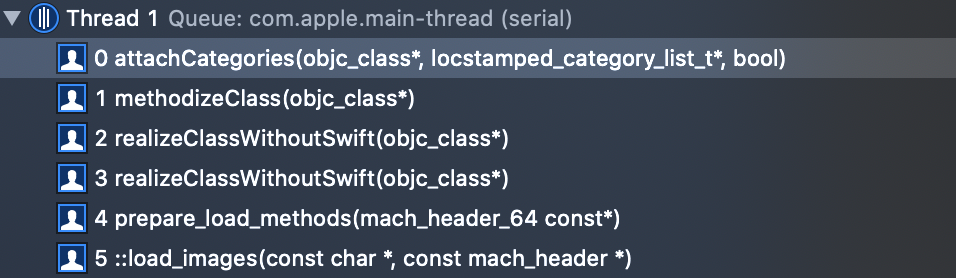 Thread 1 Queue: com.apple.main-thread (serial)
0 attachCategories(objc_class*, locstamped_category_list_t*, bool)
1 methodizeClass(objc_class*)
2 realizeClassWithoutSwift(objc_class*)
3 realizeClassWithoutSwift(objc_class*)
4 prepare_load_methods(mach_header_64 const*)
5 ::load_images(const char *, const mach_header *)